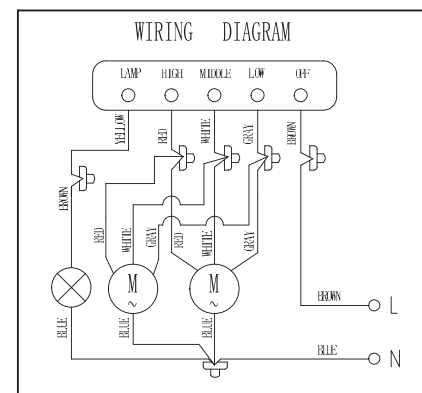 WIRING DIAGRAM
LAMP HIGH MIDDLE LOW OFF
YELLOW RED WHITE GRAY BROWN
BROWN
RED WHITE GRAY RED WHITE GRAY
M ~ M ~
BROWN L
BLUE BLUE BLUE
BLUE N